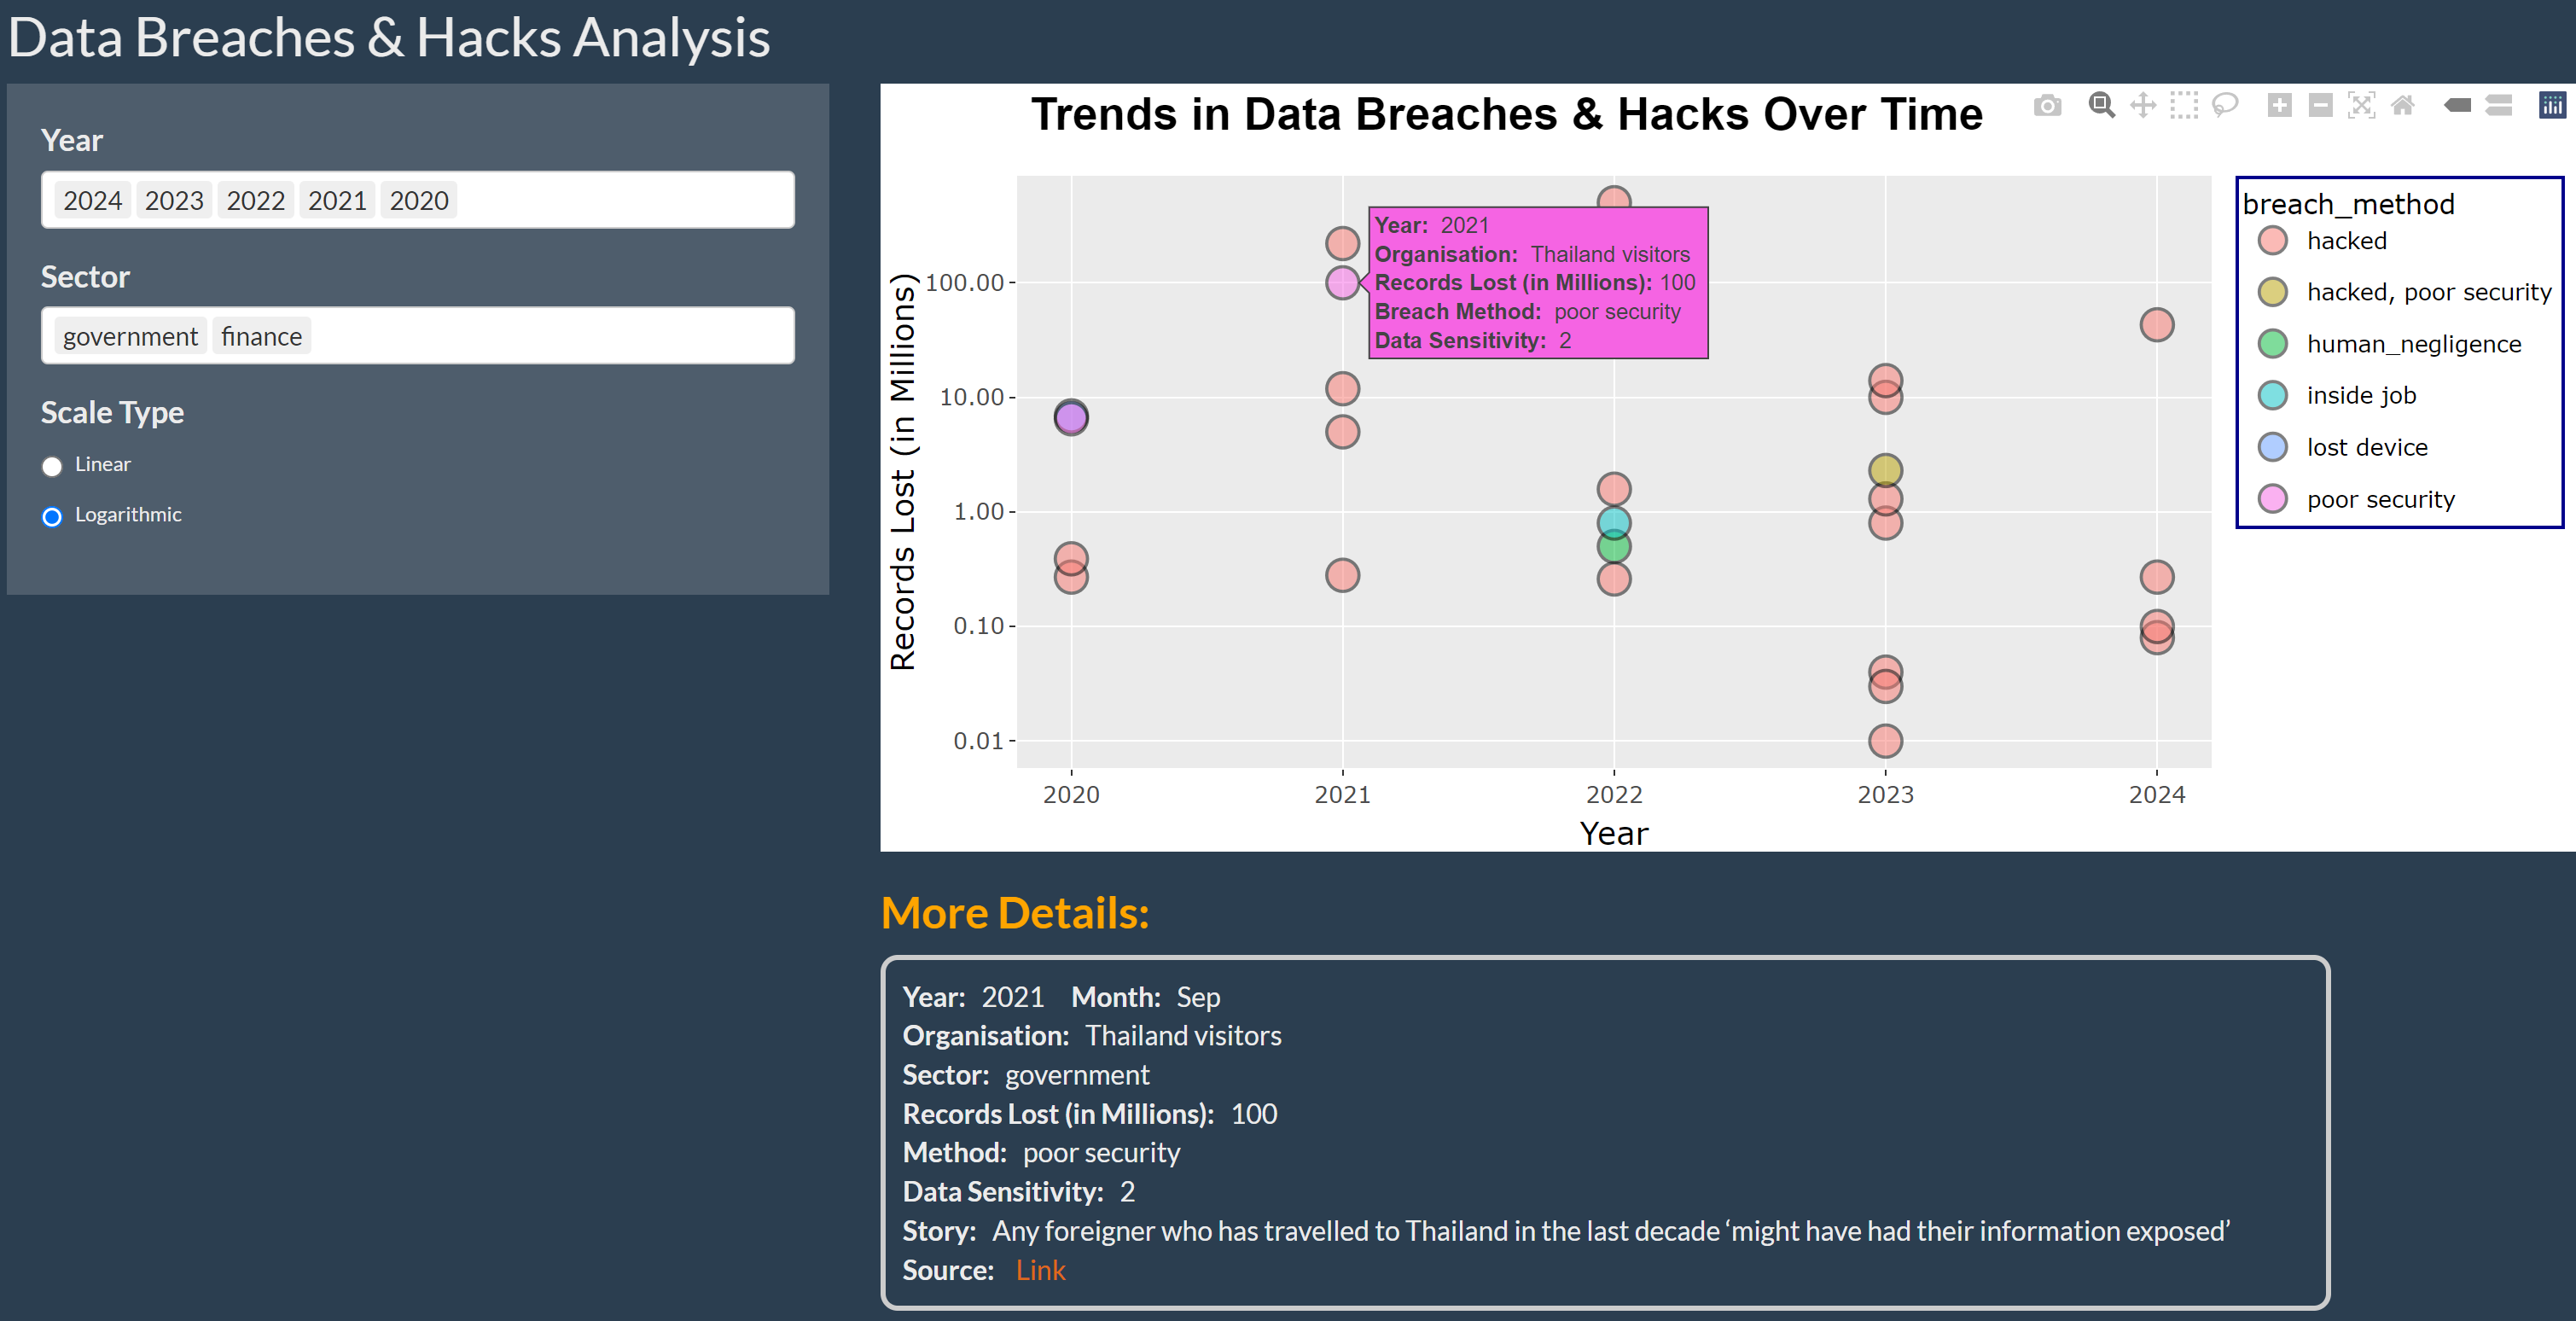 Data Breaches & Hacks Analysis
Year
2024 2023 2022 2021 2020
Sector
government finance
Scale Type
Linear
Logarithmic
Trends in Data Breaches & Hacks Over Time
Records Lost (in Millions)
100.00
10.00
1.00
0.10
0.01
2020 2021 2022 2023 2024
Year
Year: 2021
Organisation: Thailand visitors
Records Lost (in Millions): 100
Breach Method: poor security
Data Sensitivity: 2
breach_method
hacked
hacked, poor security
human_negligence
inside job
lost device
poor security
More Details:
Year: 2021 Month: Sep
Organisation: Thailand visitors
Sector: government
Records Lost (in Millions): 100
Method: poor security
Data Sensitivity: 2
Story: Any foreigner who has travelled to Thailand in the last decade ‘might have had their information exposed’
Source: Link